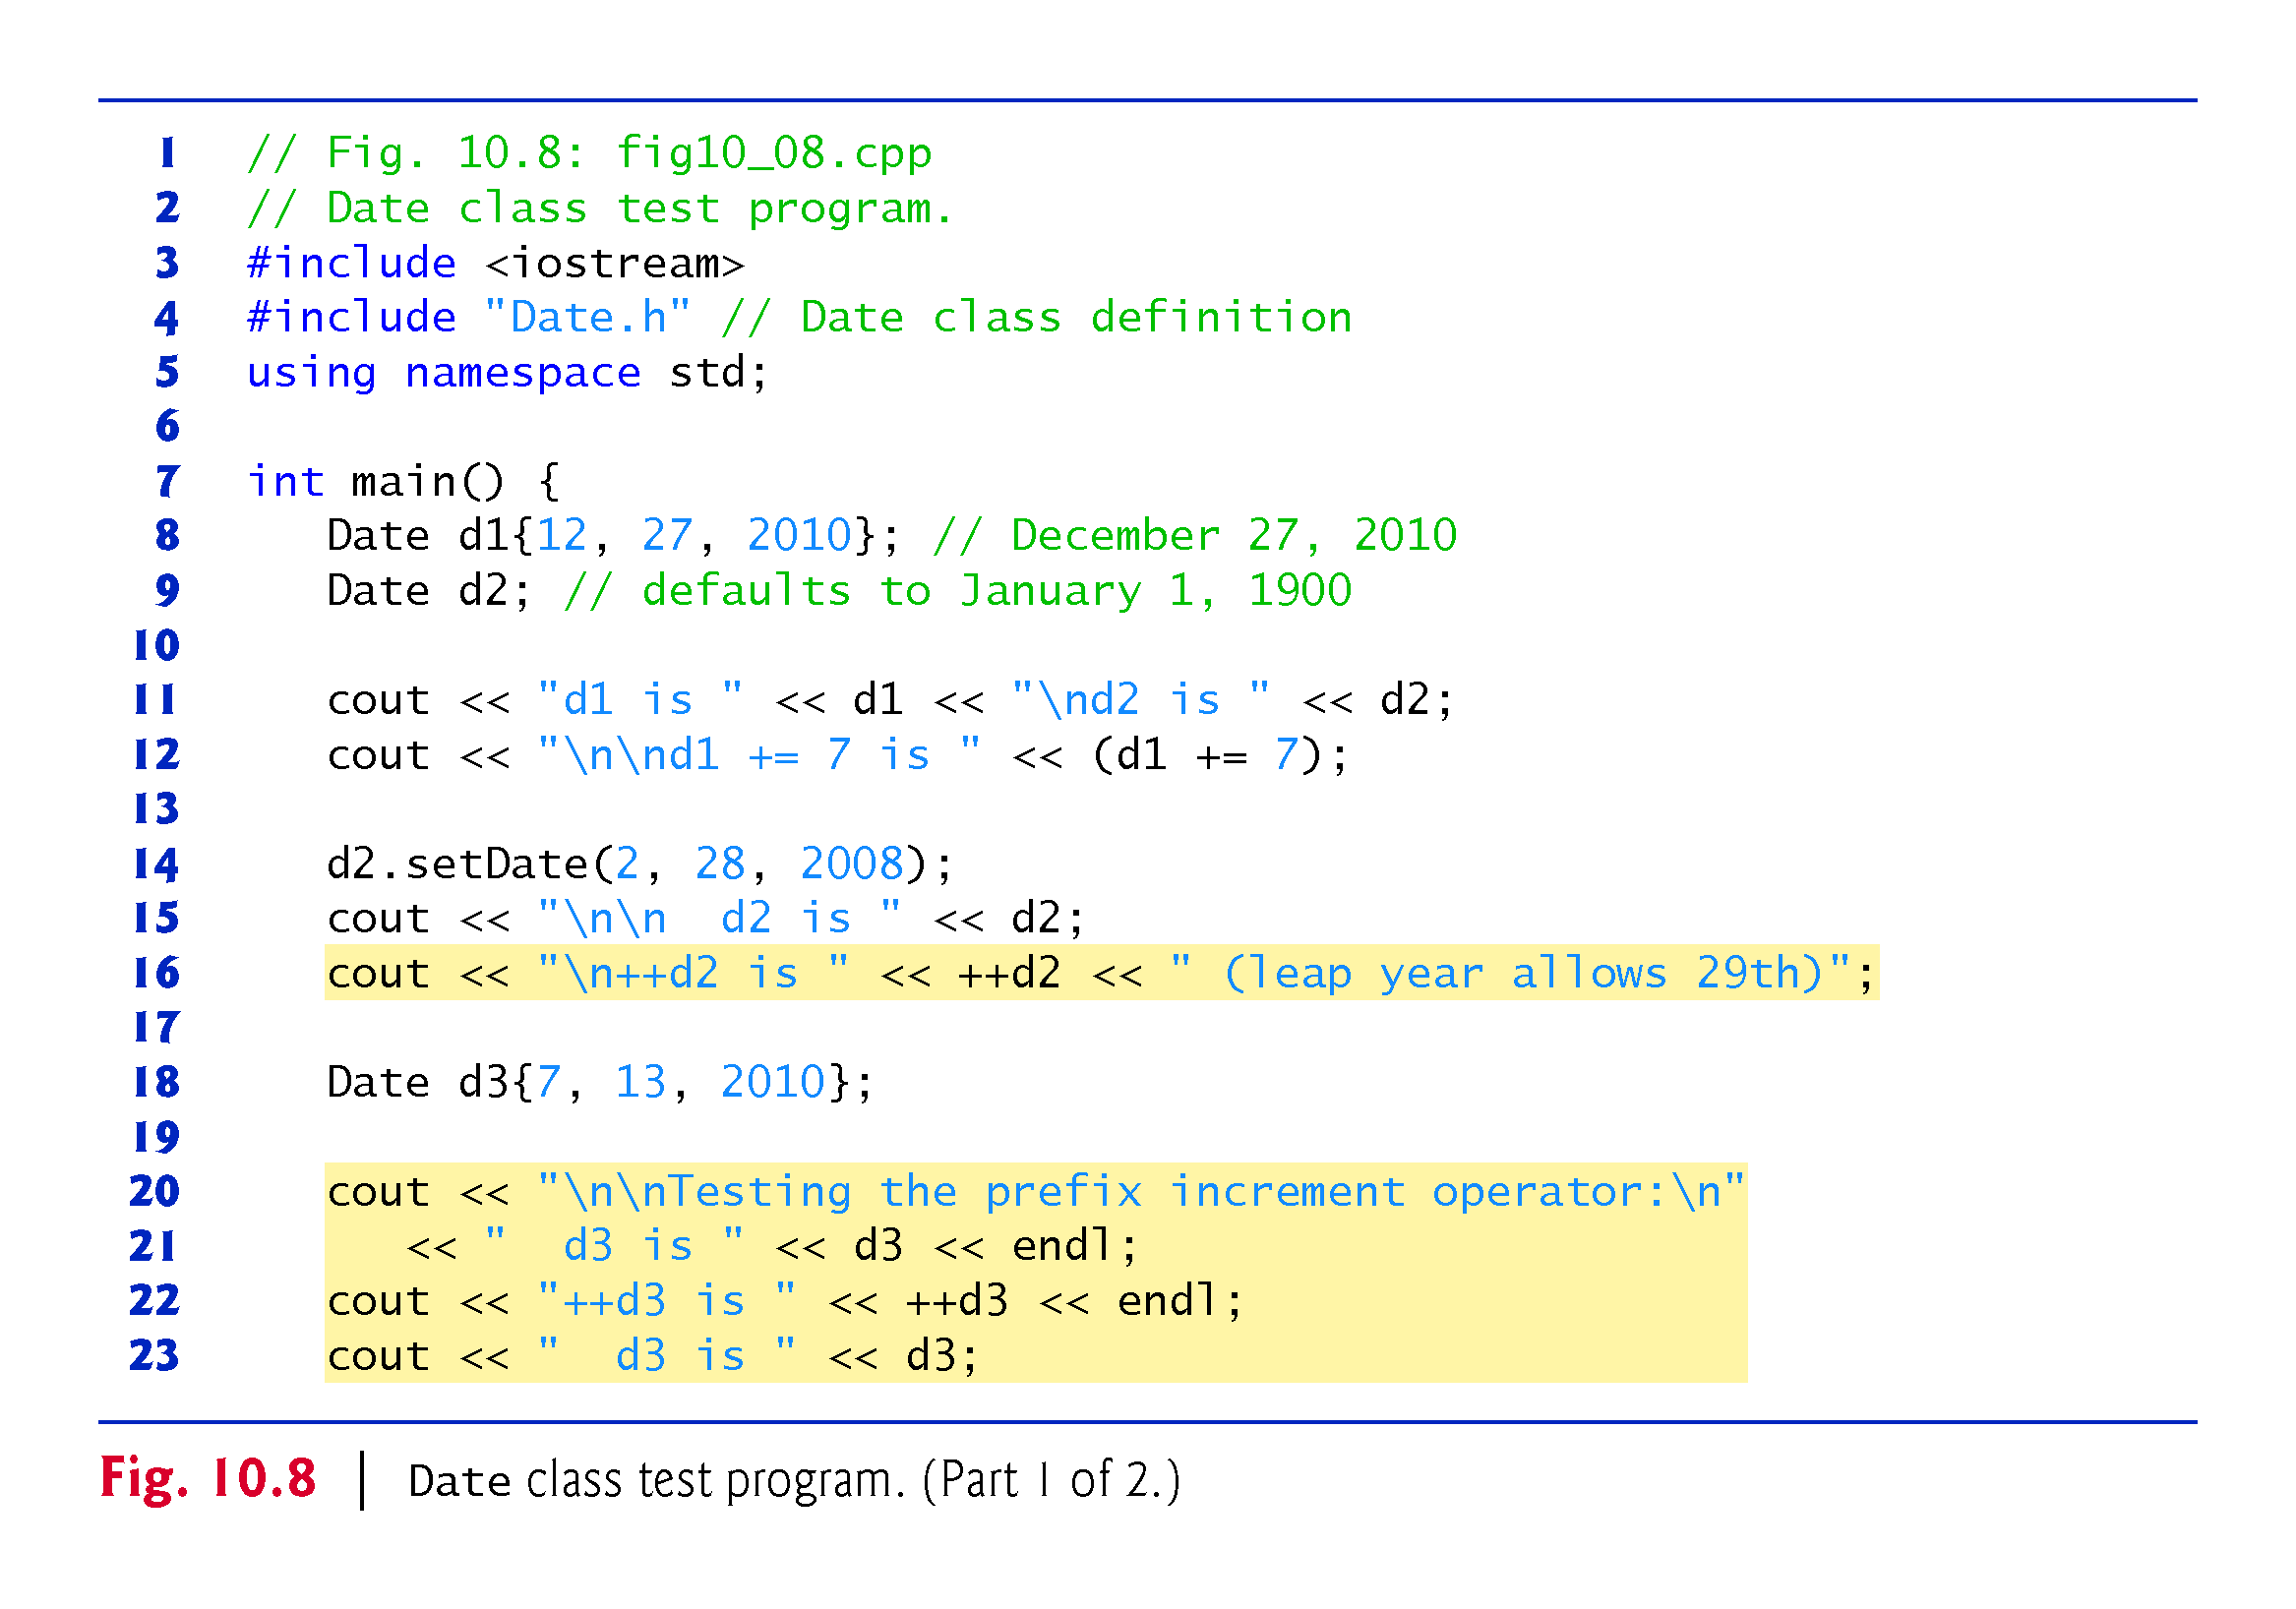 1 // Fig. 10.8: fig10_08.cpp
2 // Date class test program.
3 #include <iostream>
4 #include "Date.h" // Date class definition
5 using namespace std;
6
7 int main() {
8    Date d1{12, 27, 2010}; // December 27, 2010
9    Date d2; // defaults to January 1, 1900
10
11    cout << "d1 is " << d1 << "\nd2 is " << d2;
12    cout << "\n\nd1 += 7 is " << (d1 += 7);
13
14    d2.setDate(2, 28, 2008);
15    cout << "\n\n  d2 is " << d2;
16    cout << "\n++d2 is " << ++d2 << " (leap year allows 29th)";
17
18    Date d3{7, 13, 2010};
19
20    cout << "\n\nTesting the prefix increment operator:\n"
21       << "  d3 is " << d3 << endl;
22    cout << "++d3 is " << ++d3 << endl;
23    cout << "  d3 is " << d3;
Fig. 10.8 | Date class test program. (Part 1 of 2.)